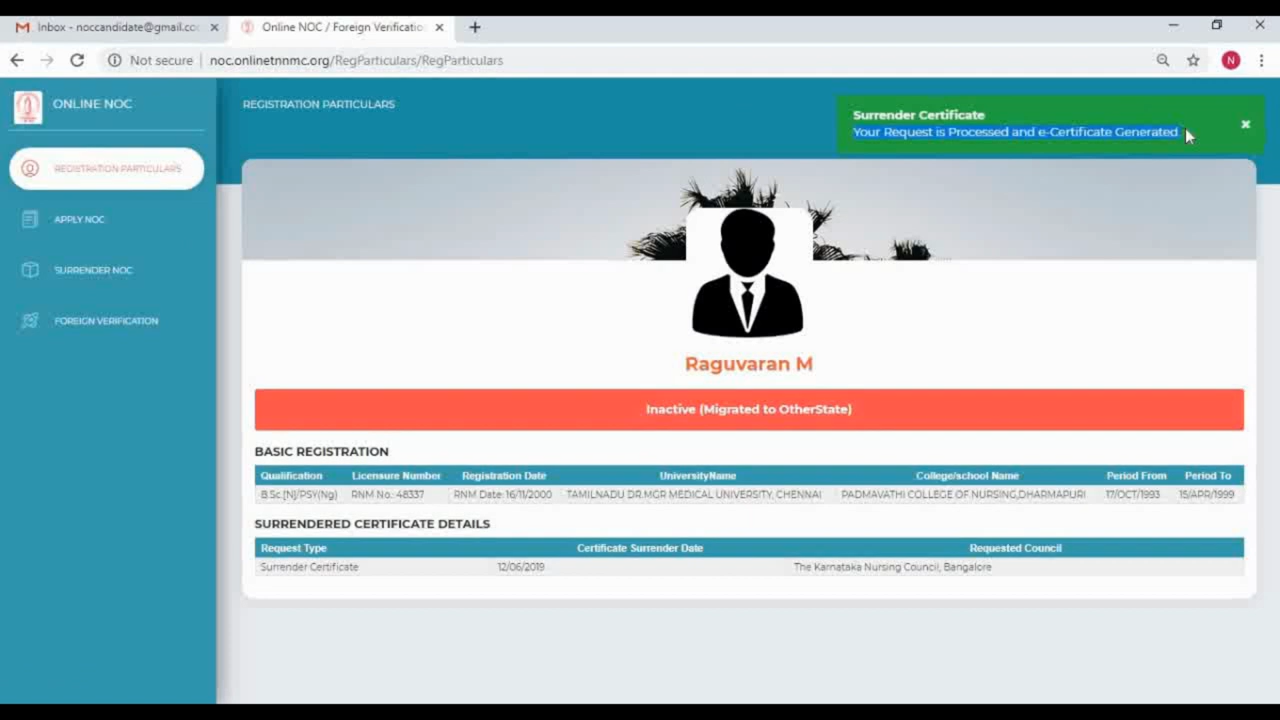 Inbox - noccandidate@gmail.co
Online NOC / Foreign Verificatio
Not secure
noc.onlinetnnmc.org/RegParticulars/RegParticulars
N
ONLINE NOC
REGISTRATION PARTICULARS
Surrender Certificate
Your Request is Processed and e-Certificate Generated.
REGISTRATION PARTICULARS
APPLY NOC
SURRENDER NOC
FOREIGN VERIFICATION
Raguvaran M
Inactive (Migrated to OtherState)
BASIC REGISTRATION
Qualification Licensure Number Registration Date UniversityName College/school Name Period From Period To
B.Sc.[N]/PSY(Ng) RNM No.: 48337 RNM Date: 16/11/2000 TAMILNADU DR.MGR MEDICAL UNIVERSITY, CHENNAI PADMAVATHI COLLEGE OF NURSING,DHARMAPURI 17/OCT/1993 15/APR/1999
SURRENDERED CERTIFICATE DETAILS
Request Type Certificate Surrender Date Requested Council
Surrender Certificate 12/06/2019 The Karnataka Nursing Council, Bangalore